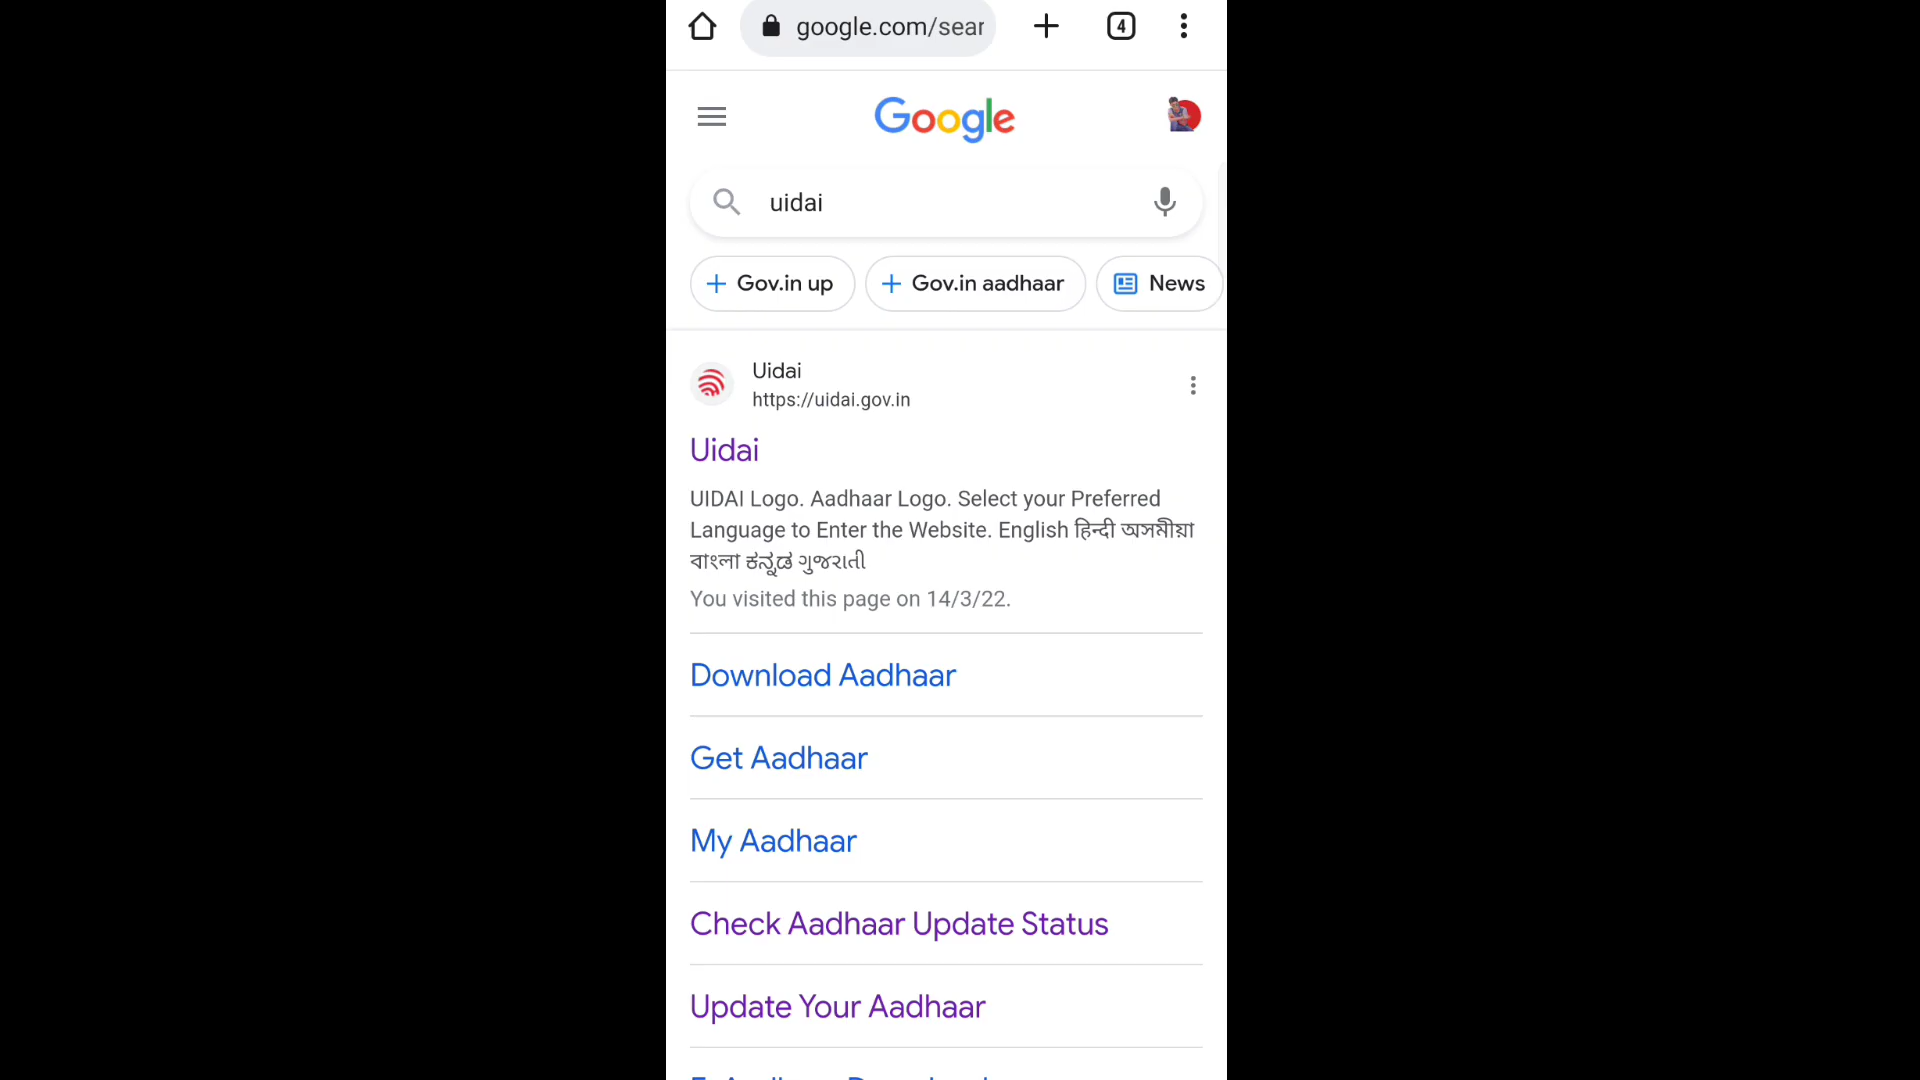 google.com/sear
4
Google
uidai
Gov.in up
Gov.in aadhaar
News
Uidai
https://uidai.gov.in
Uidai
UIDAI Logo. Aadhaar Logo. Select your Preferred
Language to Enter the Website. English हिन्दी অসমীয়া
বাংলা ಕನ್ನಡ ગુજરાતી
You visited this page on 14/3/22.
Download Aadhaar
Get Aadhaar
My Aadhaar
Check Aadhaar Update Status
Update Your Aadhaar